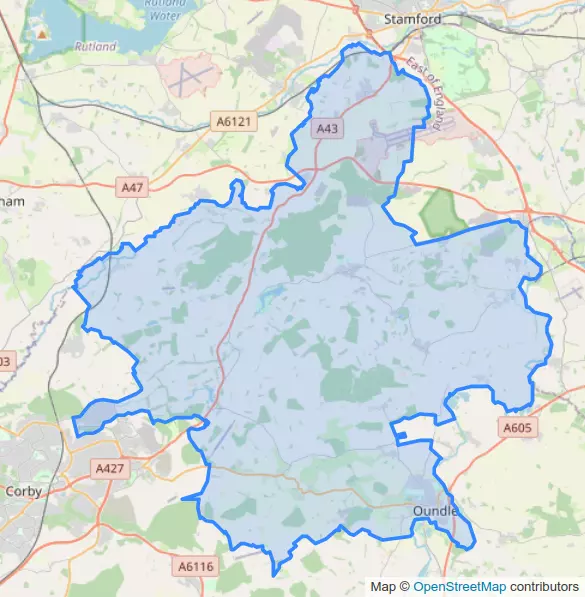 Stamford
Rutland
Water
Rutland
East of England
A6121
A43
A47
ham
03
A605
A427
Corby
Oundle
A6116
Map © OpenStreetMap contributors